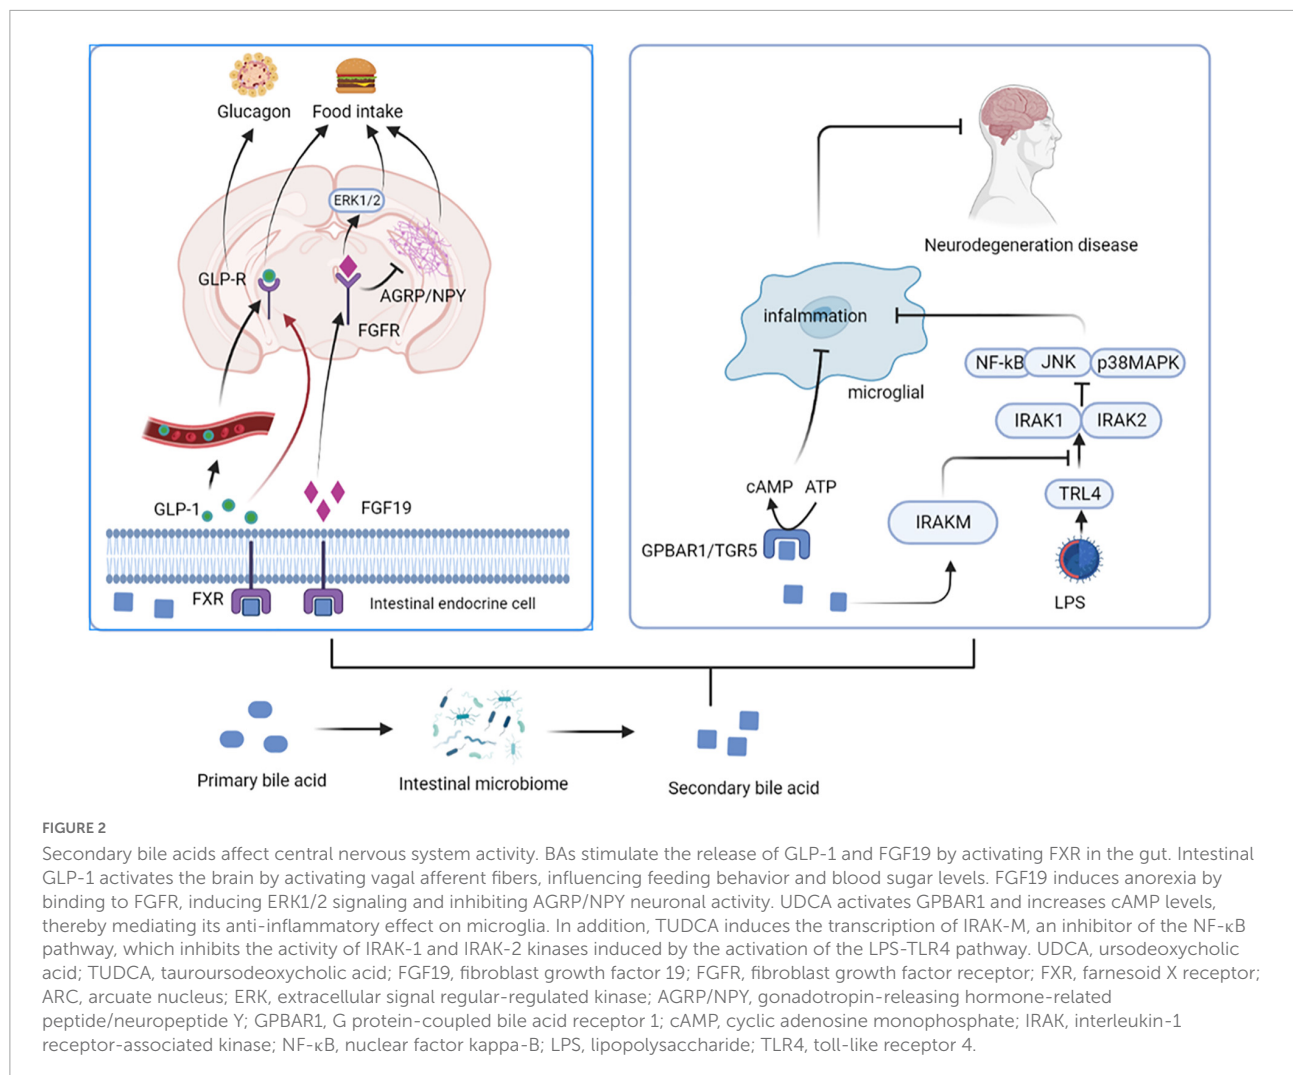 Glucagon
Food intake
ERK1/2
GLP-R
AGRP/NPY
FGFR
GLP-1
FGF19
FXR
Intestinal endocrine cell
Neurodegeneration disease
infalmmation
microglial
NF-kB
JNK
p38MAPK
IRAK1
IRAK2
cAMP
ATP
TRL4
IRAKM
GPBAR1/TGR5
LPS
Primary bile acid
Intestinal microbiome
Secondary bile acid
FIGURE 2
Secondary bile acids affect central nervous system activity. BAs stimulate the release of GLP-1 and FGF19 by activating FXR in the gut. Intestinal
GLP-1 activates the brain by activating vagal afferent fibers, influencing feeding behavior and blood sugar levels. FGF19 induces anorexia by
binding to FGFR, inducing ERK1/2 signaling and inhibiting AGRP/NPY neuronal activity. UDCA activates GPBAR1 and increases cAMP levels,
thereby mediating its anti-inflammatory effect on microglia. In addition, TUDCA induces the transcription of IRAK-M, an inhibitor of the NF-κB
pathway, which inhibits the activity of IRAK-1 and IRAK-2 kinases induced by the activation of the LPS-TLR4 pathway. UDCA, ursodeoxycholic
acid; TUDCA, tauroursodeoxycholic acid; FGF19, fibroblast growth factor 19; FGFR, fibroblast growth factor receptor; FXR, farnesoid X receptor;
ARC, arcuate nucleus; ERK, extracellular signal regular-regulated kinase; AGRP/NPY, gonadotropin-releasing hormone-related
peptide/neuropeptide Y; GPBAR1, G protein-coupled bile acid receptor 1; cAMP, cyclic adenosine monophosphate; IRAK, interleukin-1
receptor-associated kinase; NF-κB, nuclear factor kappa-B; LPS, lipopolysaccharide; TLR4, toll-like receptor 4.